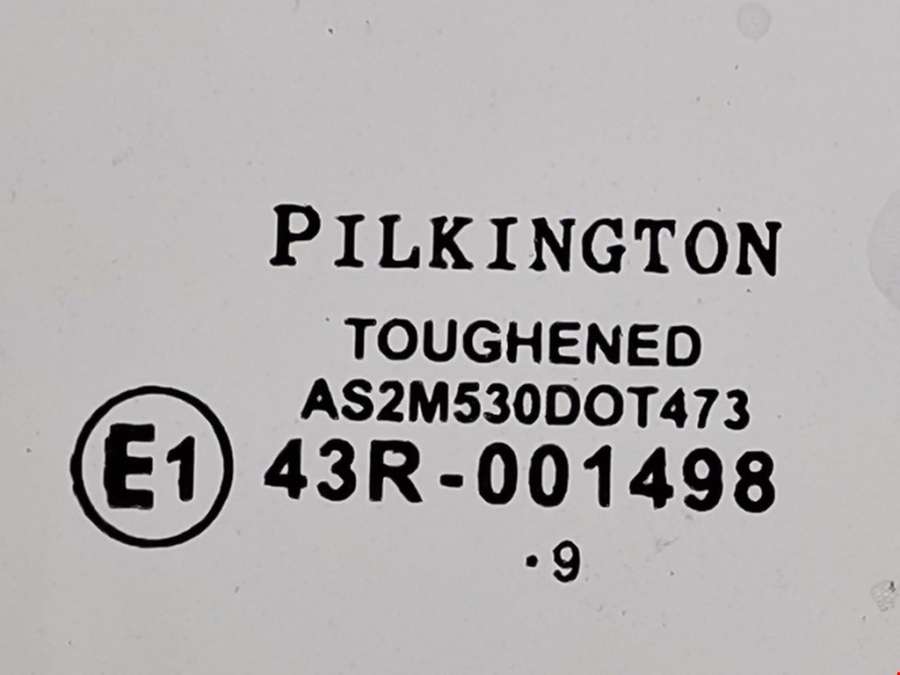 PILKINGTON
TOUGHENED
AS2M530DOT473
E1 43R-001498
·9